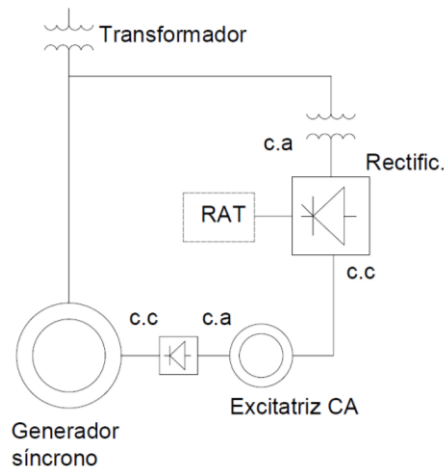 Transformador
c.a
Rectific.
RAT
c.c
c.c
c.a
Excitatriz CA
Generador
síncrono